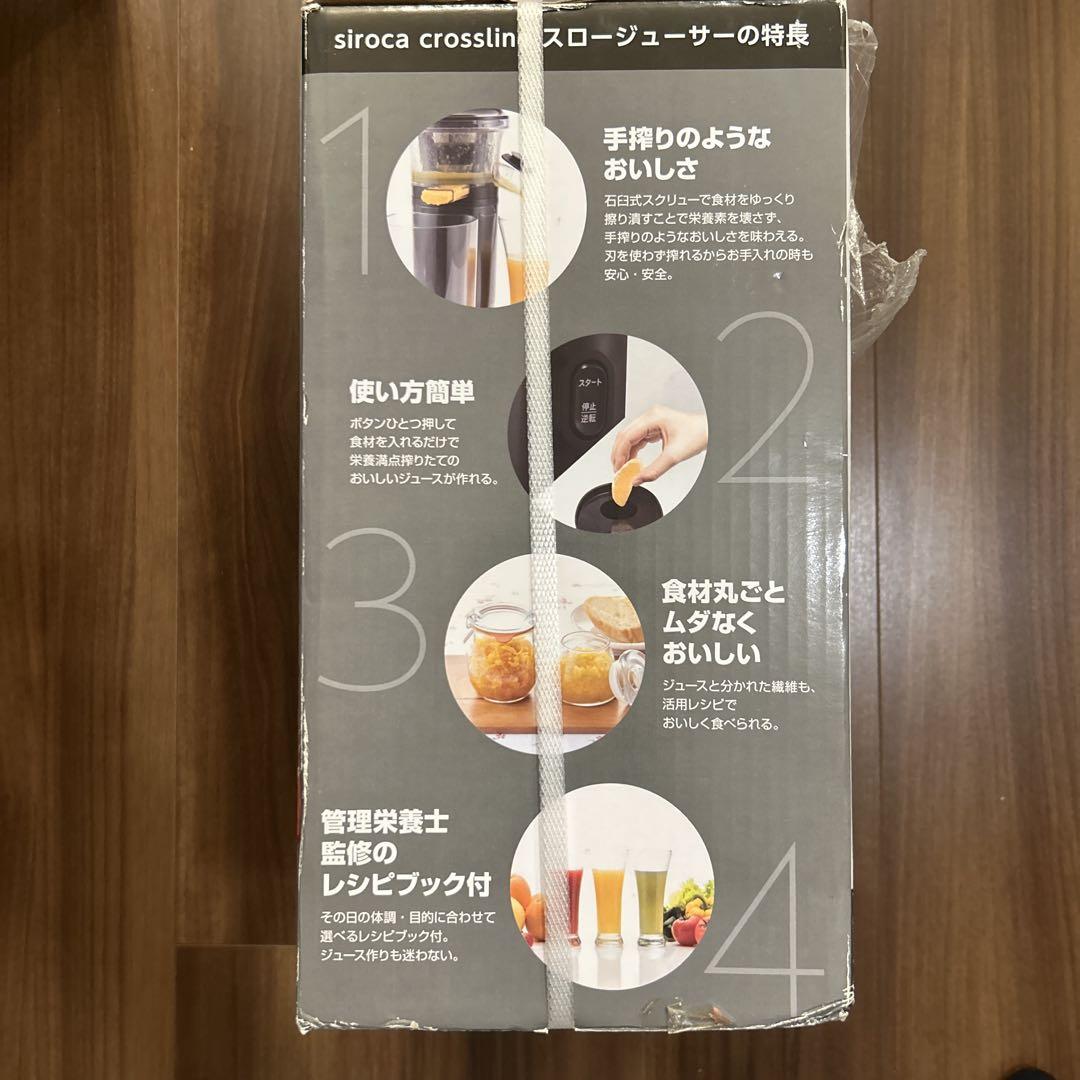 siroca crosslin スロージューサーの特長
1
手搾りのような
おいしさ
石臼式スクリューで食材をゆっくり
擦り潰すことで栄養素を壊さず、
手搾りのようなおいしさを味わえる。
刃を使わず搾れるからお手入れの時も
安心・安全。
2
使い方簡単
ボタンひとつ押して
食材を入れるだけで
栄養満点搾りたての
おいしいジュースが作れる。
スタート
停止
逆転
3
食材丸ごと
ムダなく
おいしい
ジュースと分かれた繊維も、
活用レシピで
おいしく食べられる。
4
管理栄養士
監修の
レシピブック付
その日の体調・目的に合わせて
選べるレシピブック付。
ジュース作りも迷わない。